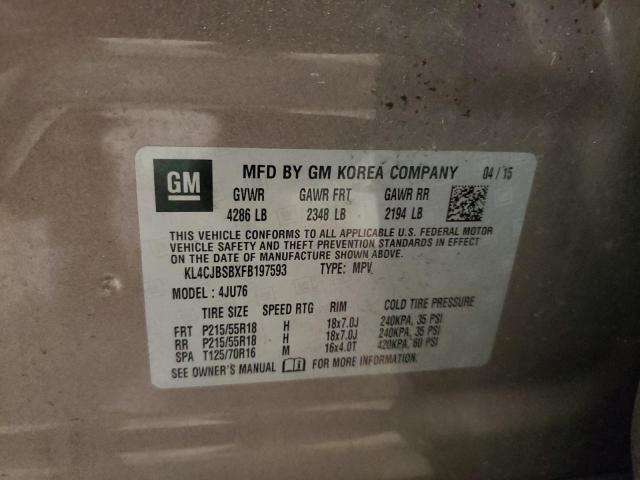 GM
MFD BY GM KOREA COMPANY 04 / 15
GVWR GAWR FRT GAWR RR
4286 LB 2348 LB 2194 LB
THIS VEHICLE CONFORMS TO ALL APPLICABLE U.S. FEDERAL MOTOR
VEHICLE SAFETY AND THEFT PREVENTION STANDARDS IN EFFECT
ON THE DATE OF MANUFACTURE SHOWN ABOVE.
KL4CJBSBXFB197593 TYPE: MPV
MODEL : 4JU76
TIRE SIZE SPEED RTG RIM COLD TIRE PRESSURE
FRT P215/55R18 H 18x7.0J 240KPA, 35 PSI
RR P215/55R18 H 18x7.0J 240KPA, 35 PSI
SPA T125/70R16 M 16x4.0T 420KPA, 60 PSI
SEE OWNER'S MANUAL FOR MORE INFORMATION.